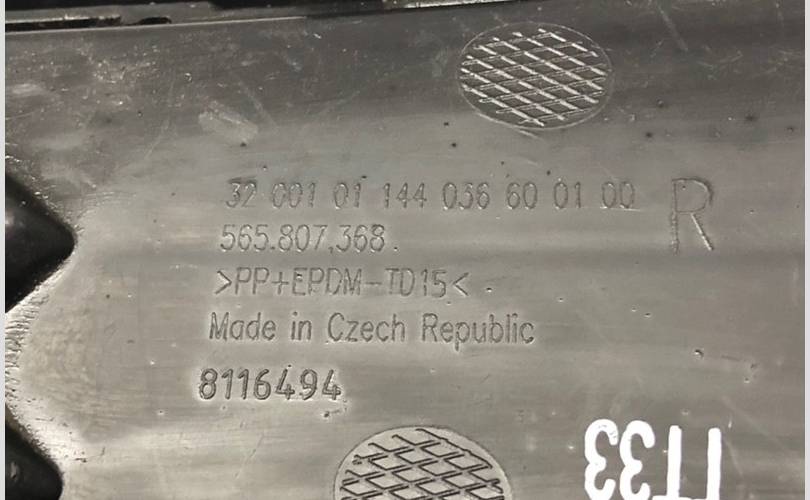 32 001 01 144 036 60 01 00 R
565.807.368.
>PP+EPDM-TD15<
Made in Czech Republic
8116494
ГТ33